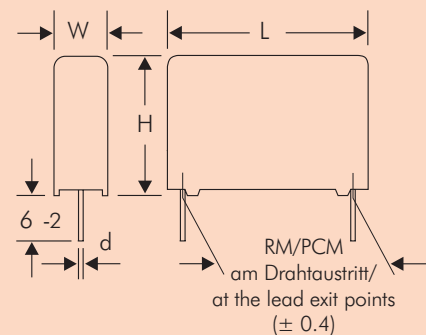 W
L
H
6 -2
d
RM/PCM
am Drahtaustritt/
at the lead exit points
(± 0.4)